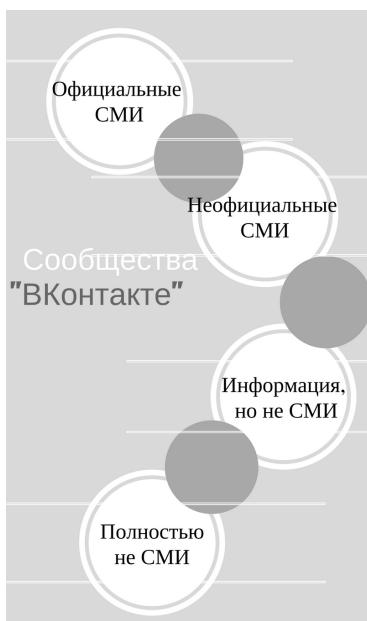 Официальные
СМИ
Неофициальные
СМИ
Сообщества
"ВКонтакте"
Информация,
но не СМИ
Полностью
не СМИ